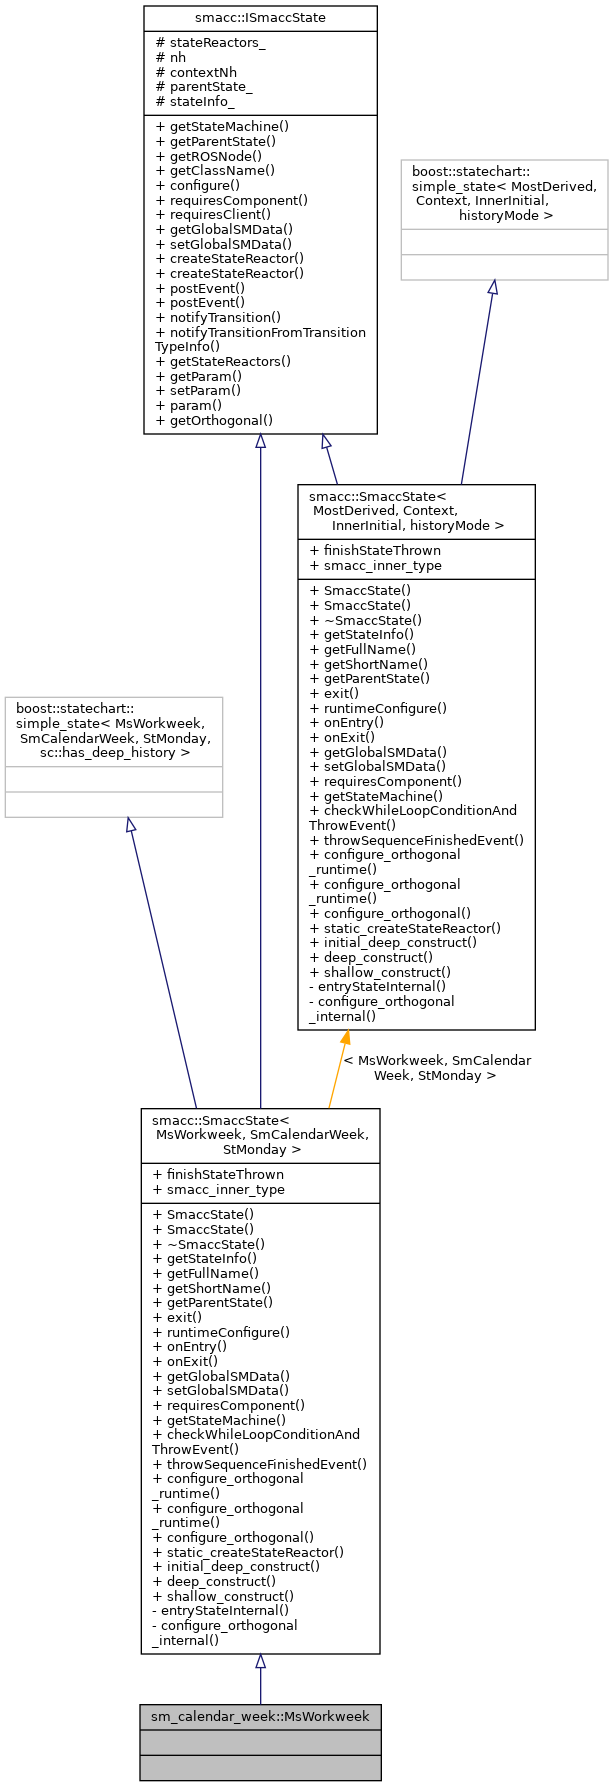 smacc::ISmaccState
# stateReactors_
# nh
# contextNh
# parentState_
# stateInfo_
+ getStateMachine()
+ getParentState()
+ getROSNode()
+ getClassName()
+ configure()
+ requiresComponent()
+ requiresClient()
+ getGlobalSMData()
+ setGlobalSMData()
+ createStateReactor()
+ createStateReactor()
+ postEvent()
+ postEvent()
+ notifyTransition()
+ notifyTransitionFromTransition
TypeInfo()
+ getStateReactors()
+ getParam()
+ setParam()
+ param()
+ getOrthogonal()
boost::statechart::
simple_state< MostDerived,
Context, InnerInitial,
historyMode >
smacc::SmaccState<
MostDerived, Context,
InnerInitial, historyMode >
+ finishStateThrown
+ smacc_inner_type
+ SmaccState()
+ SmaccState()
+ ~SmaccState()
+ getStateInfo()
+ getFullName()
+ getShortName()
+ getParentState()
+ exit()
+ runtimeConfigure()
+ onEntry()
+ onExit()
+ getGlobalSMData()
+ setGlobalSMData()
+ requiresComponent()
+ getStateMachine()
+ checkWhileLoopConditionAnd
ThrowEvent()
+ throwSequenceFinishedEvent()
+ configure_orthogonal
_runtime()
+ configure_orthogonal
_runtime()
+ configure_orthogonal()
+ static_createStateReactor()
+ initial_deep_construct()
+ deep_construct()
+ shallow_construct()
- entryStateInternal()
- configure_orthogonal
_internal()
boost::statechart::
simple_state< MsWorkweek,
SmCalendarWeek, StMonday,
sc::has_deep_history >
< MsWorkweek, SmCalendar
Week, StMonday >
smacc::SmaccState<
MsWorkweek, SmCalendarWeek,
StMonday >
+ finishStateThrown
+ smacc_inner_type
+ SmaccState()
+ SmaccState()
+ ~SmaccState()
+ getStateInfo()
+ getFullName()
+ getShortName()
+ getParentState()
+ exit()
+ runtimeConfigure()
+ onEntry()
+ onExit()
+ getGlobalSMData()
+ setGlobalSMData()
+ requiresComponent()
+ getStateMachine()
+ checkWhileLoopConditionAnd
ThrowEvent()
+ throwSequenceFinishedEvent()
+ configure_orthogonal
_runtime()
+ configure_orthogonal
_runtime()
+ configure_orthogonal()
+ static_createStateReactor()
+ initial_deep_construct()
+ deep_construct()
+ shallow_construct()
- entryStateInternal()
- configure_orthogonal
_internal()
sm_calendar_week::MsWorkweek